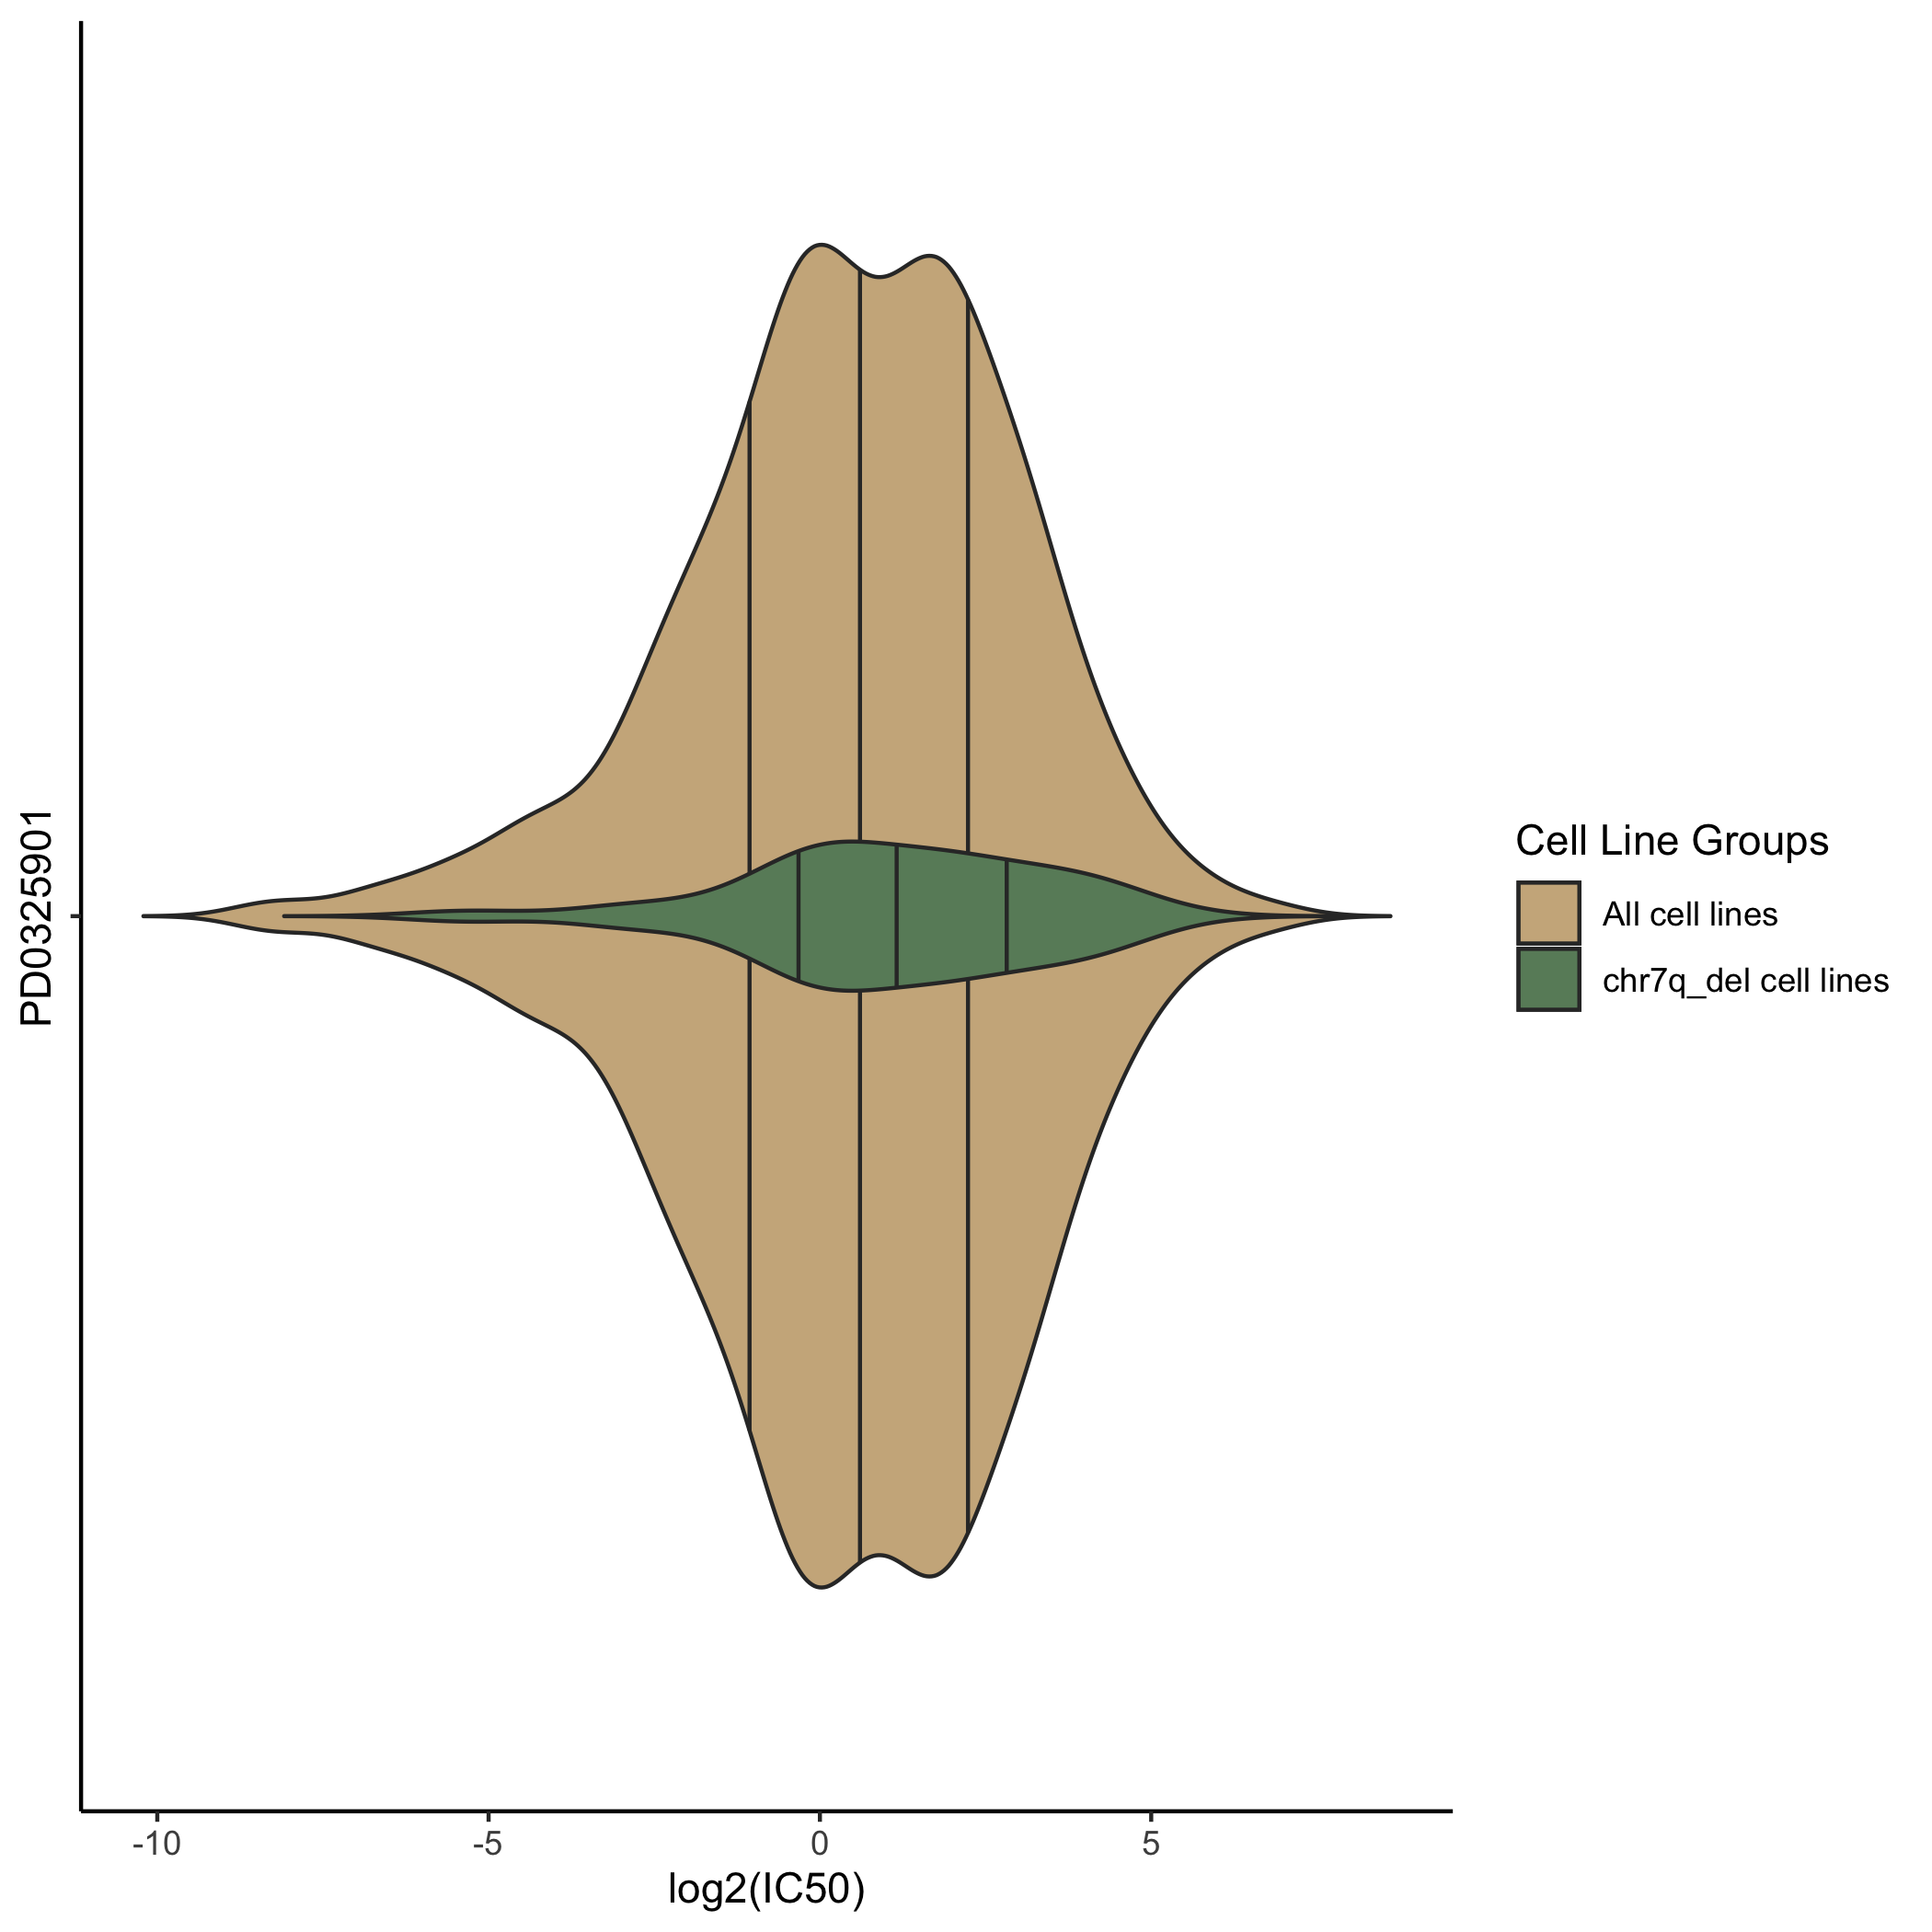 PD0325901
-10
-5
0
5
log2(IC50)
Cell Line Groups
All cell lines
chr7q_del cell lines